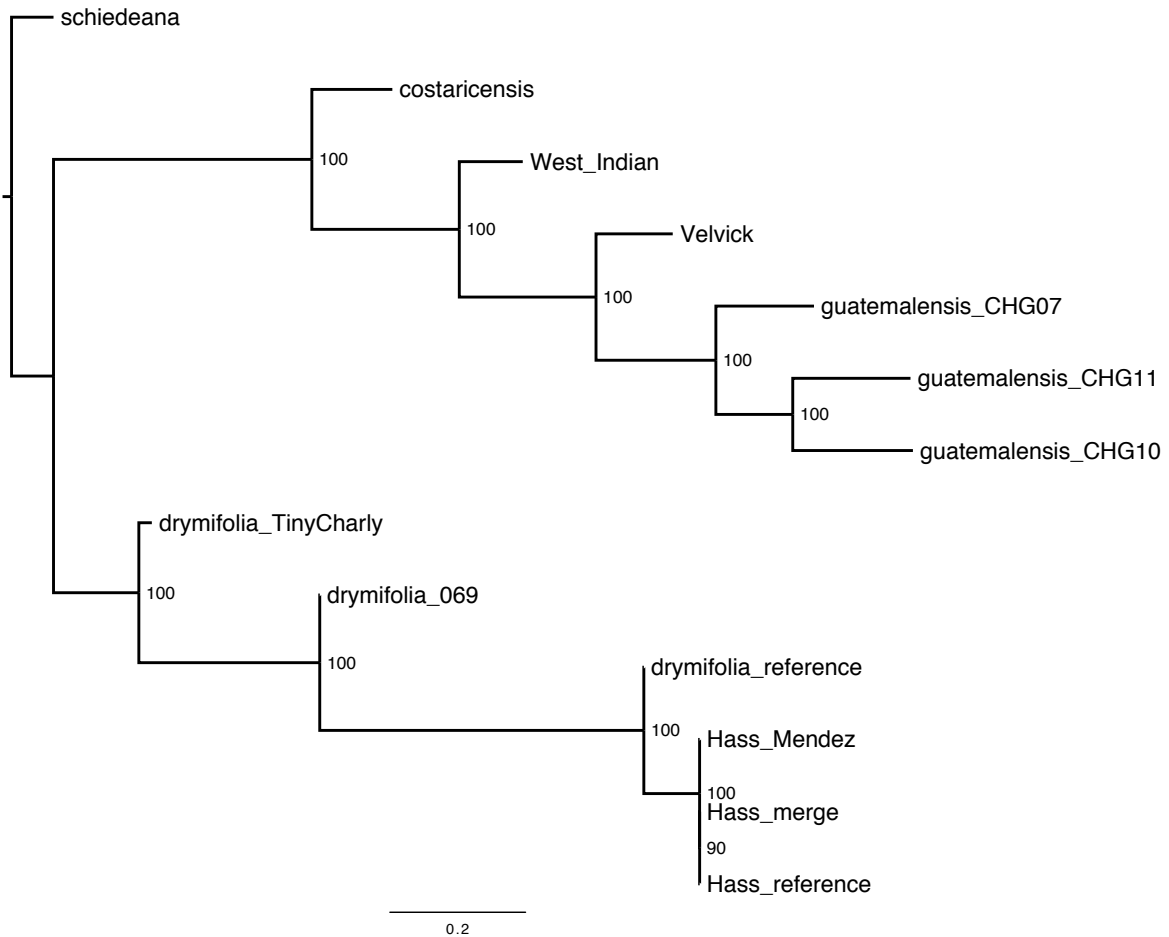 schiedeana
costaricensis
100
West_Indian
100
Velvick
100
guatemalensis_CHG07
100
guatemalensis_CHG11
100
guatemalensis_CHG10
drymifolia_TinyCharly
100
drymifolia_069
100
drymifolia_reference
100
Hass_Mendez
100
Hass_merge
90
Hass_reference
0.2